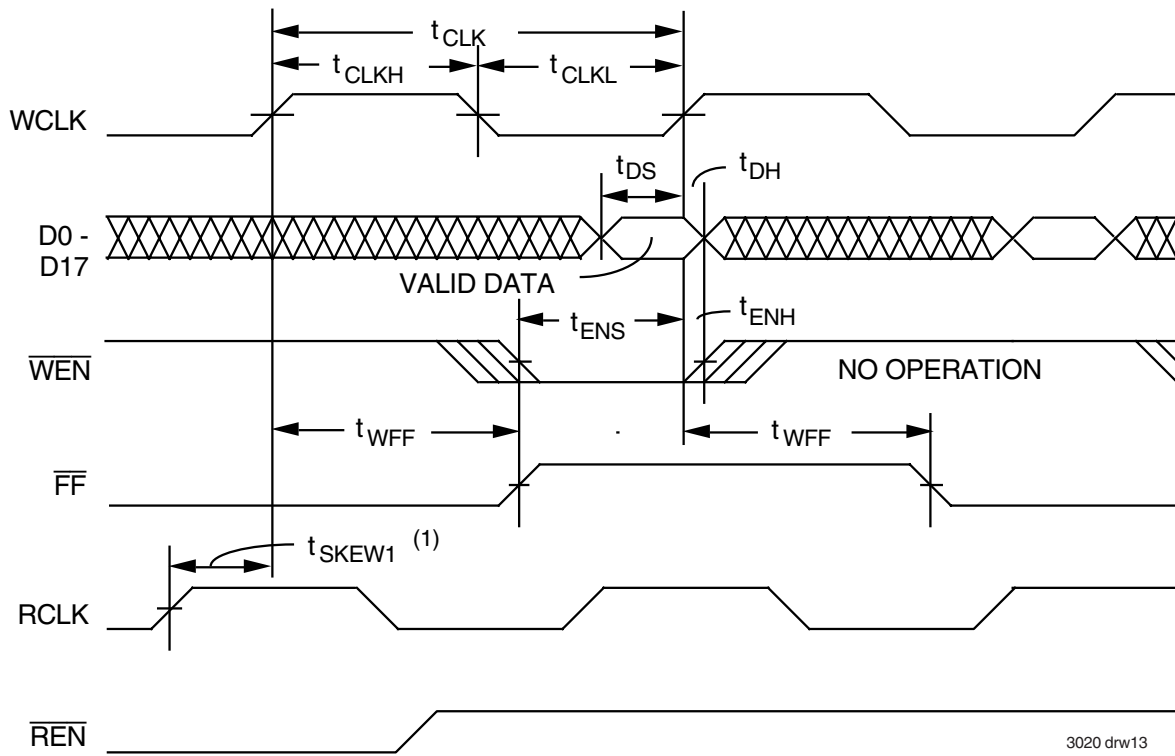 tCLK
tCLKH
tCLKL
WCLK
tDS
tDH
D0 -
D17
VALID DATA
tENS
tENH
WEN
NO OPERATION
tWFF
tWFF
FF
tSKEW1 (1)
RCLK
REN
3020 drw13